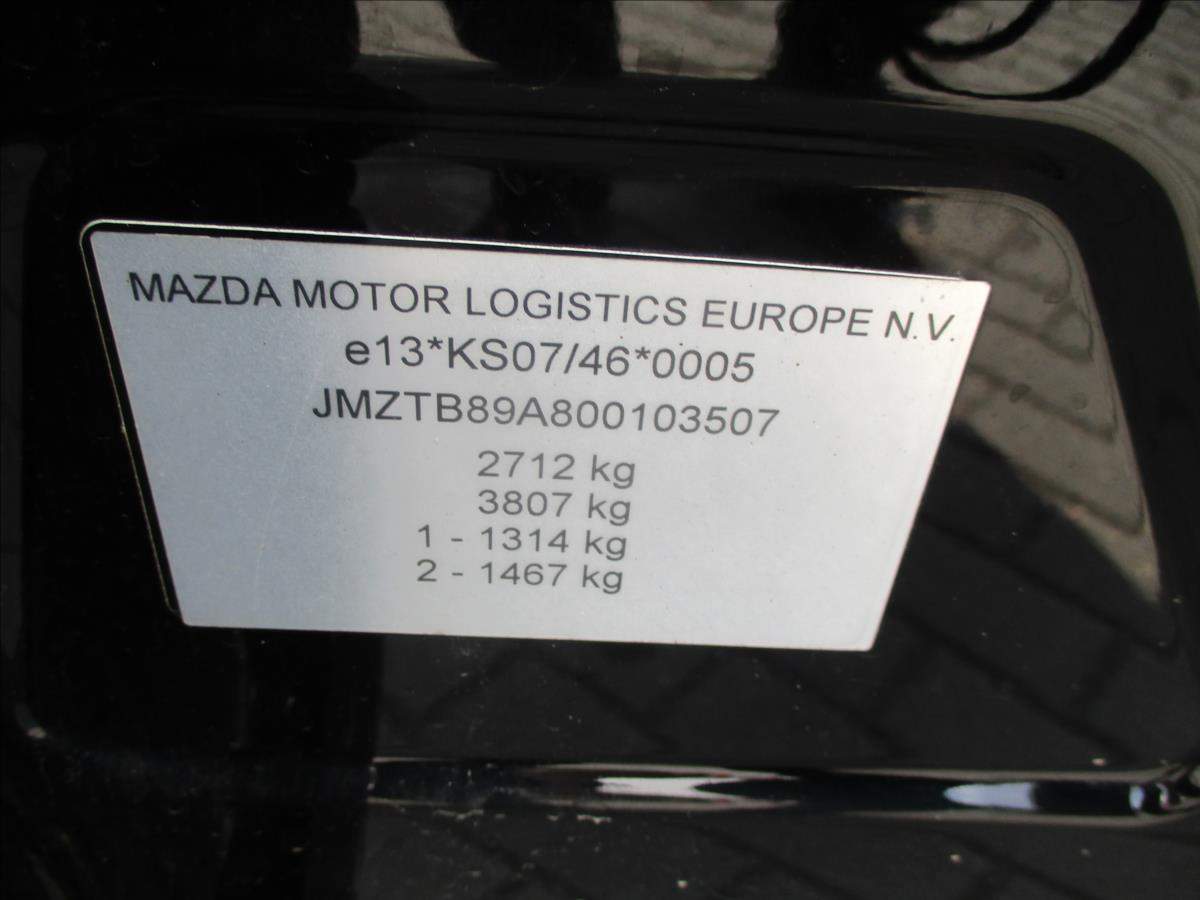 MAZDA MOTOR LOGISTICS EUROPE N.V.
e13*KS07/46*0005
JMZTB89A800103507
2712 kg
3807 kg
1 - 1314 kg
2 - 1467 kg